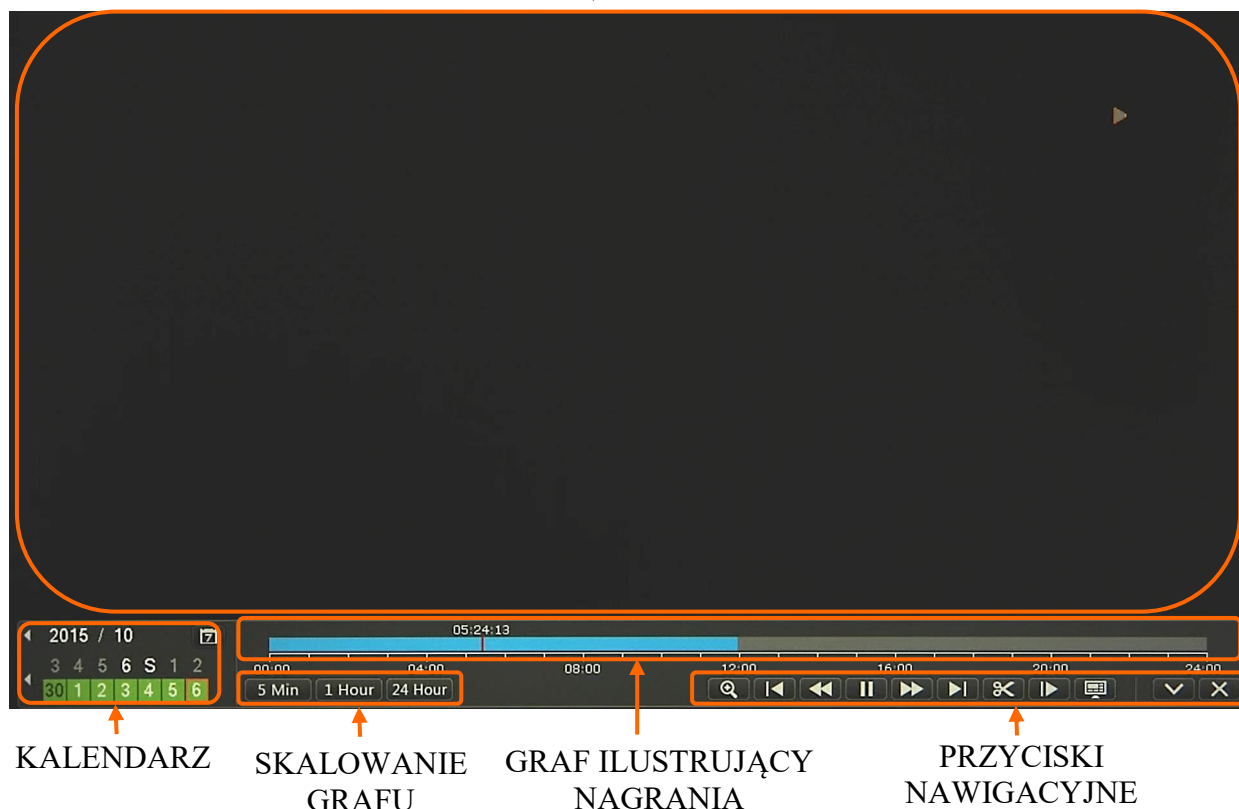 05:24:13
2015 / 10 7
3 4 5 6 S 1 2
00:00 04:00 08:00 12:00 16:00 20:00 24:00
30 1 2 3 4 5 6
5 Min 1 Hour 24 Hour
KALENDARZ
SKALOWANIE
GRAFU
GRAF ILUSTRUJĄCY
NAGRANIA
PRZYCISKI
NAWIGACYJNE